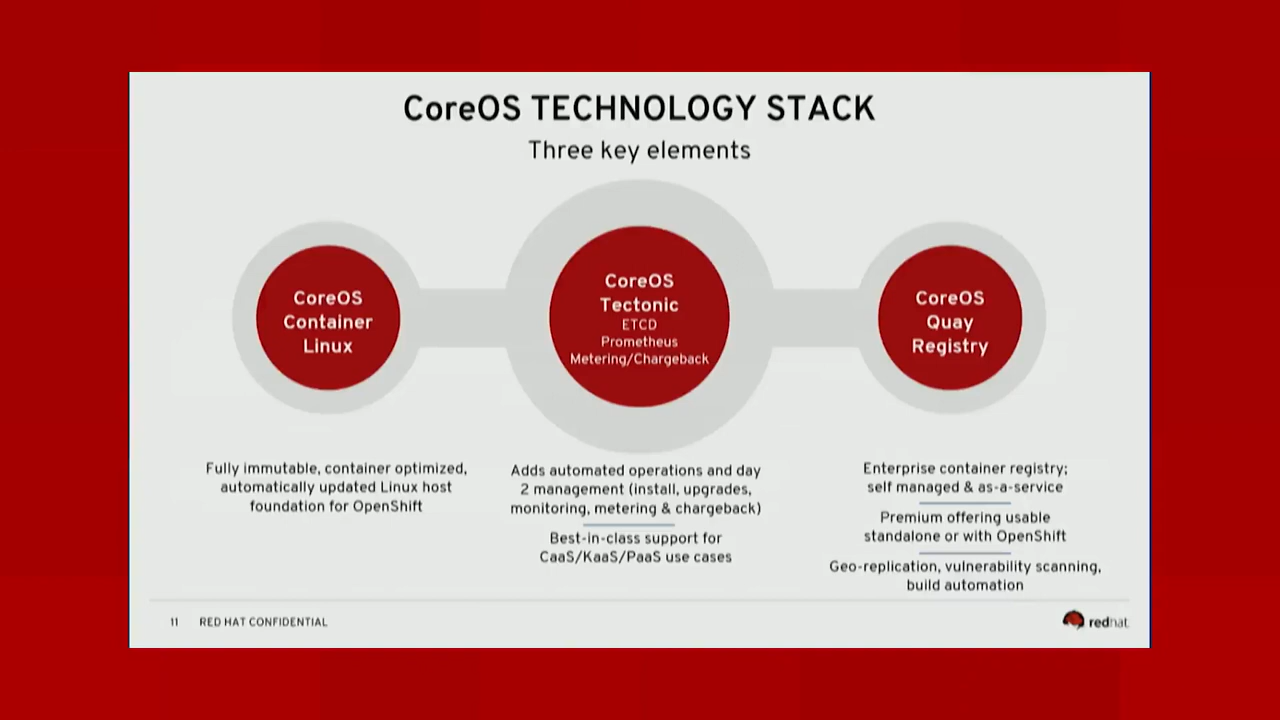 CoreOS TECHNOLOGY STACK
Three key elements
CoreOS
Container
Linux
CoreOS
Tectonic
ETCD
Prometheus
Metering/Chargeback
CoreOS
Quay
Registry
Fully immutable, container optimized,
automatically updated Linux host
foundation for OpenShift
Adds automated operations and day
2 management (install, upgrades,
monitoring, metering & chargeback)
Best-in-class support for
CaaS/KaaS/PaaS use cases
Enterprise container registry;
self managed & as-a-service
Premium offering usable
standalone or with OpenShift
Geo-replication, vulnerability scanning,
build automation
11 RED HAT CONFIDENTIAL
redhat